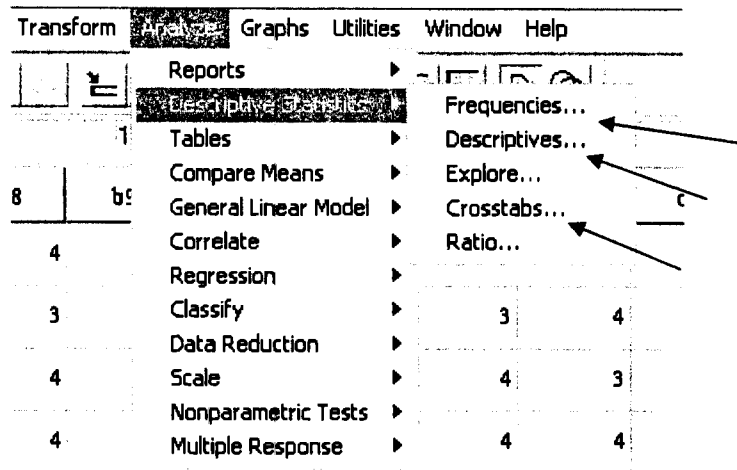 Transform Analyze Graphs Utilities Window Help
Reports
Descriptive Statistics
Tables
Compare Means
General Linear Model
Correlate
Regression
Classify
Data Reduction
Scale
Nonparametric Tests
Multiple Response
Frequencies...
Descriptives...
Explore...
Crosstabs...
Ratio...
1
8 b9 c
4
3 3 4
4 4 3
4 4 4